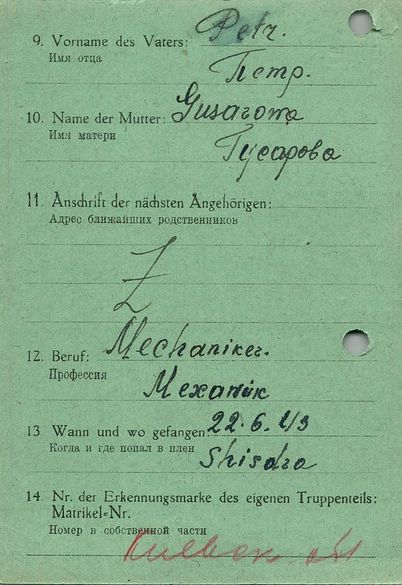 9. Vorname des Vaters: Petr.
Имя отца
Петр.
10. Name der Mutter: Gusarowa
Имя матери
Гусарова
11. Anschrift der nächsten Angehörigen:
Адрес ближайших родственников
12. Beruf: Mechaniker.
Профессия
Механик
13 Wann und wo gefangen: 22.6.43
Когда и где попал в плен
Shisdra
14. Nr. der Erkennungsmarke des eigenen Truppenteils:
Matrikel-Nr.
Номер в собственной части